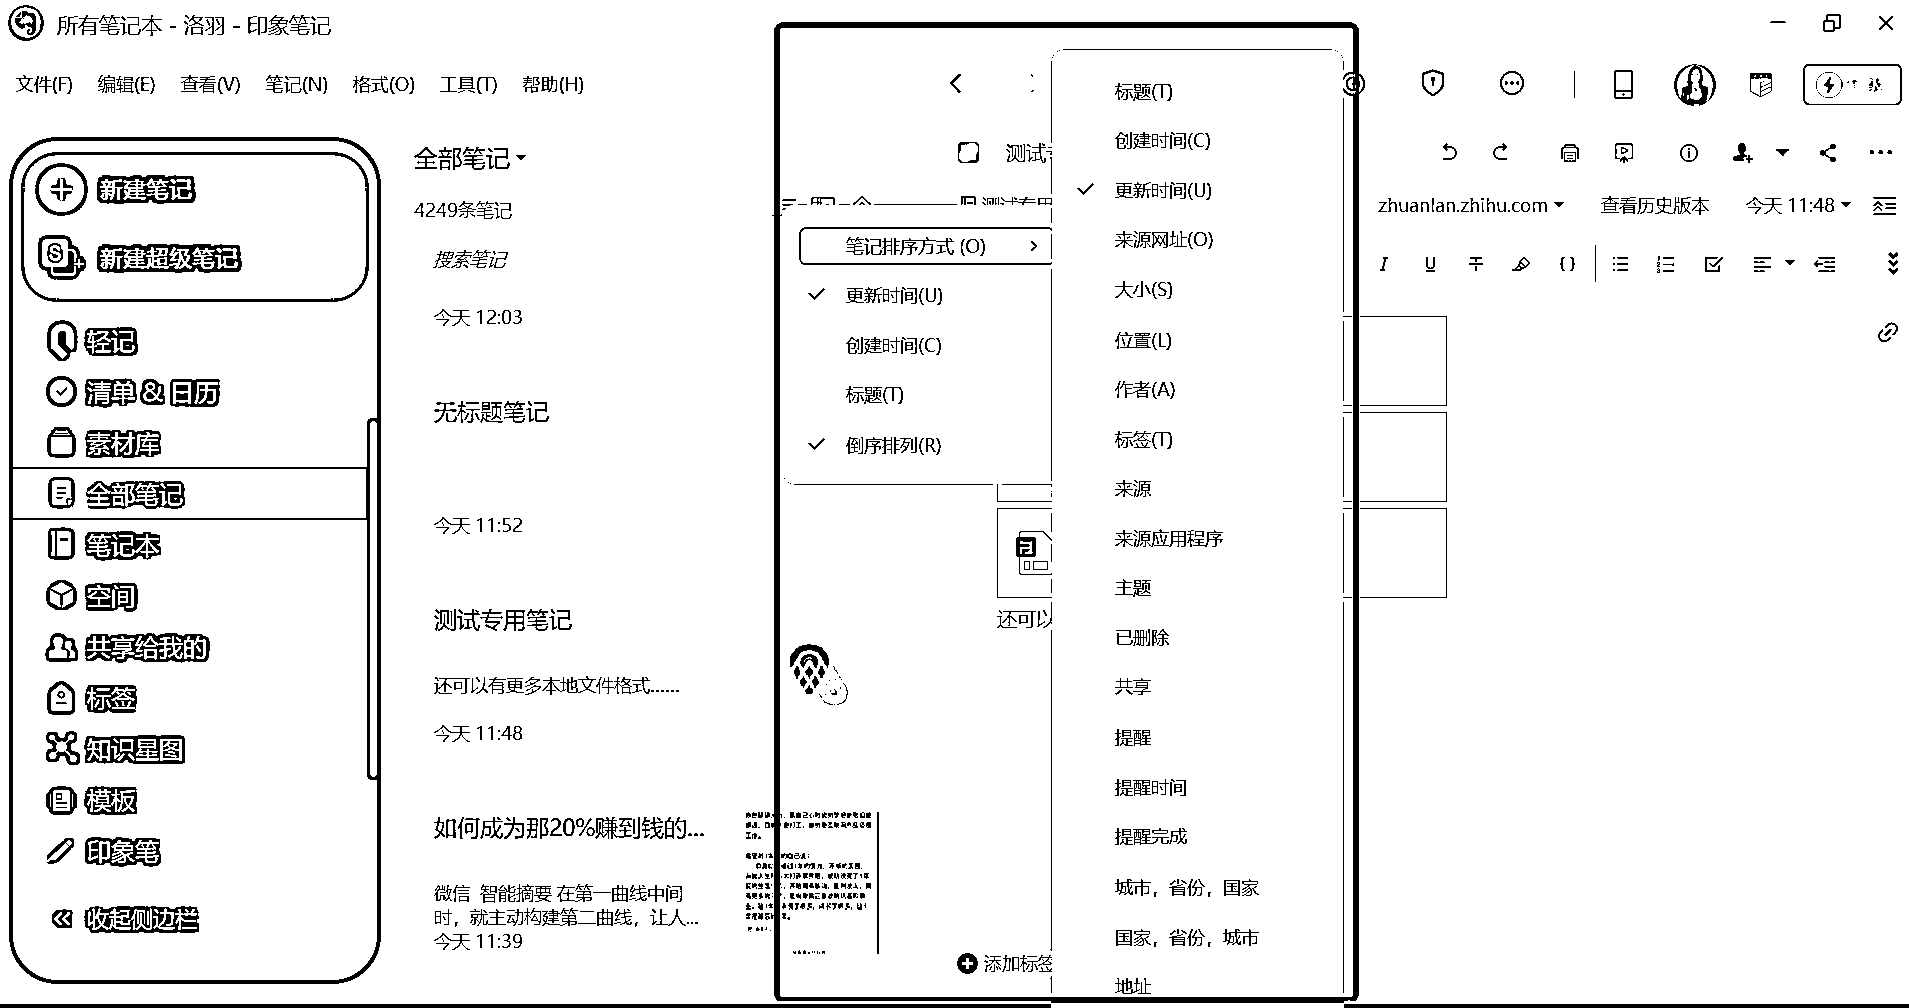 所有笔记本 - 洛羽 - 印象笔记
文件(F) 编辑(E) 查看(V) 笔记(N) 格式(O) 工具(T) 帮助(H)
新建笔记
新建超级笔记
轻记
清单 & 日历
素材库
全部笔记
笔记本
空间
共享给我的
标签
知识星图
模板
印象笔
收起侧边栏
全部笔记
4249条笔记
搜索笔记
今天 12:03
无标题笔记
今天 11:52
测试专用笔记
还可以有更多本地文件格式......
今天 11:48
如何成为那20%赚到钱的...
微信 智能摘要 在第一曲线中间
时，就主动构建第二曲线，让人...
今天 11:39
测试专
测试专用
笔记排序方式 (O)
更新时间(U)
创建时间(C)
标题(T)
倒序排列(R)
还可以
添加标签
标题(T)
创建时间(C)
更新时间(U)
来源网址(O)
大小(S)
位置(L)
作者(A)
标签(T)
来源
来源应用程序
主题
已删除
共享
提醒
提醒时间
提醒完成
城市，省份，国家
国家，省份，城市
地址
zhuanlan.zhihu.com 查看历史版本 今天 11:48